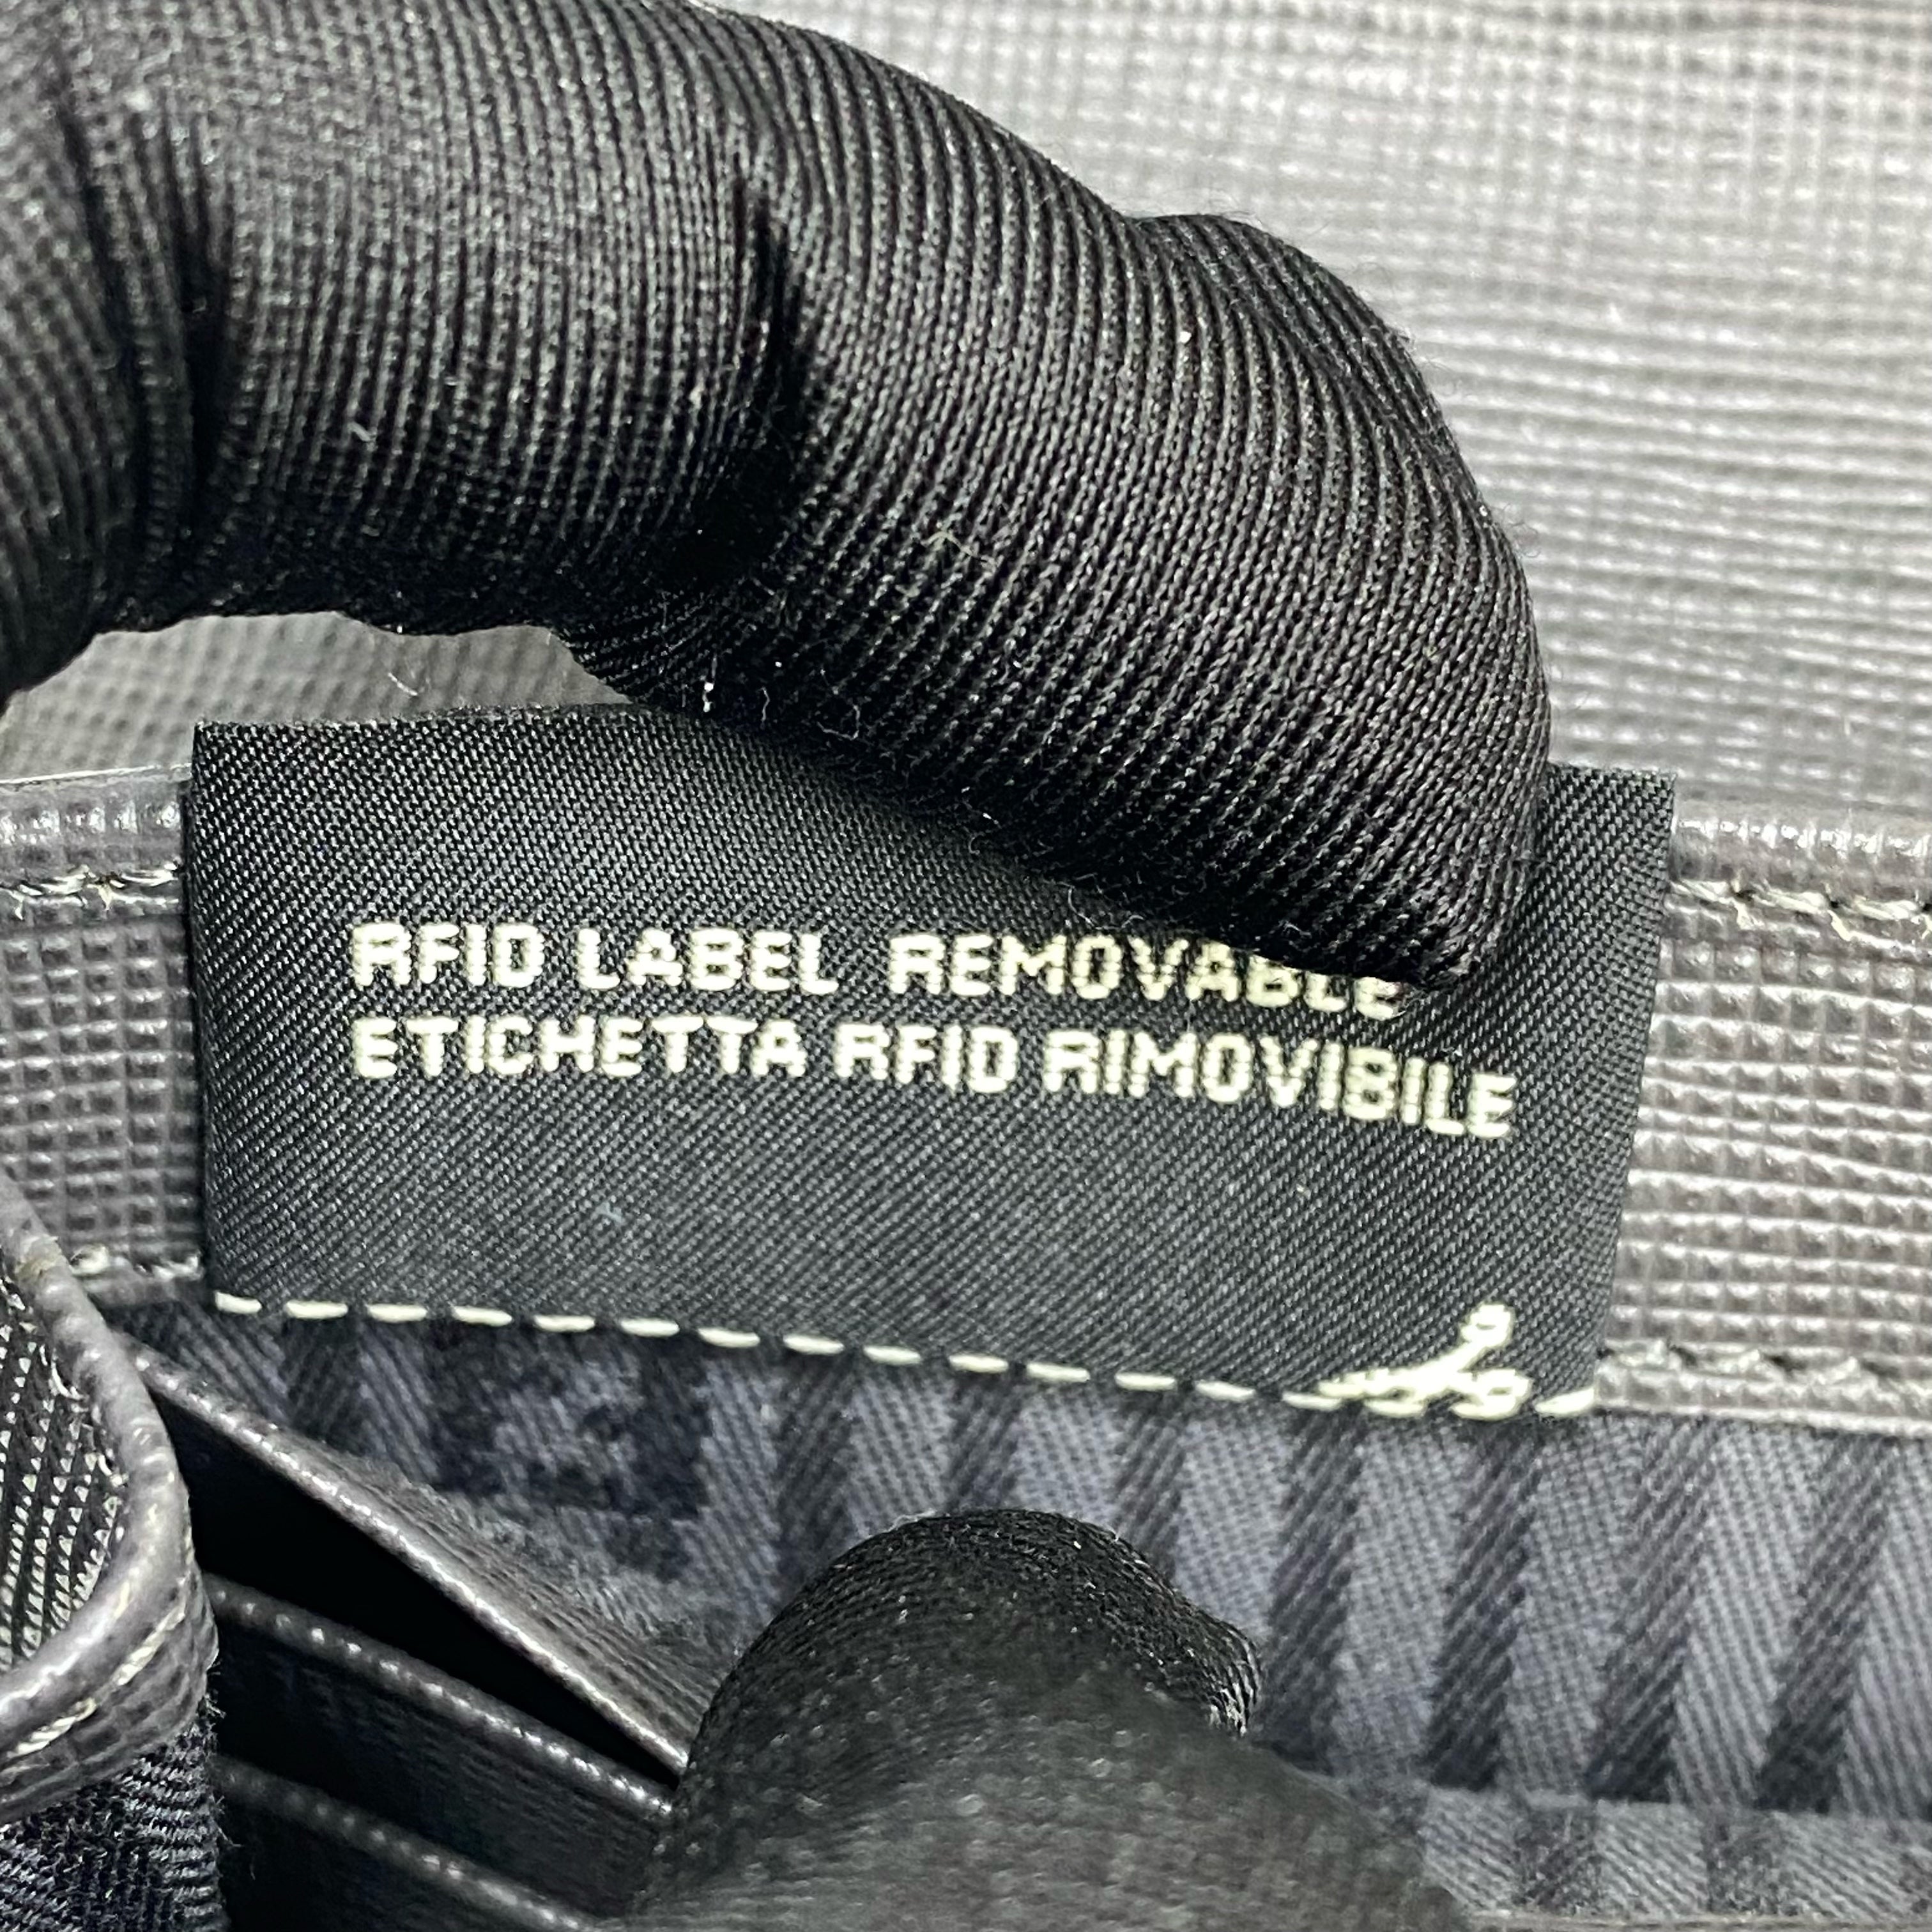 RFID LABEL REMOVABLE
ETICHETTA RFID RIMOVIBILE